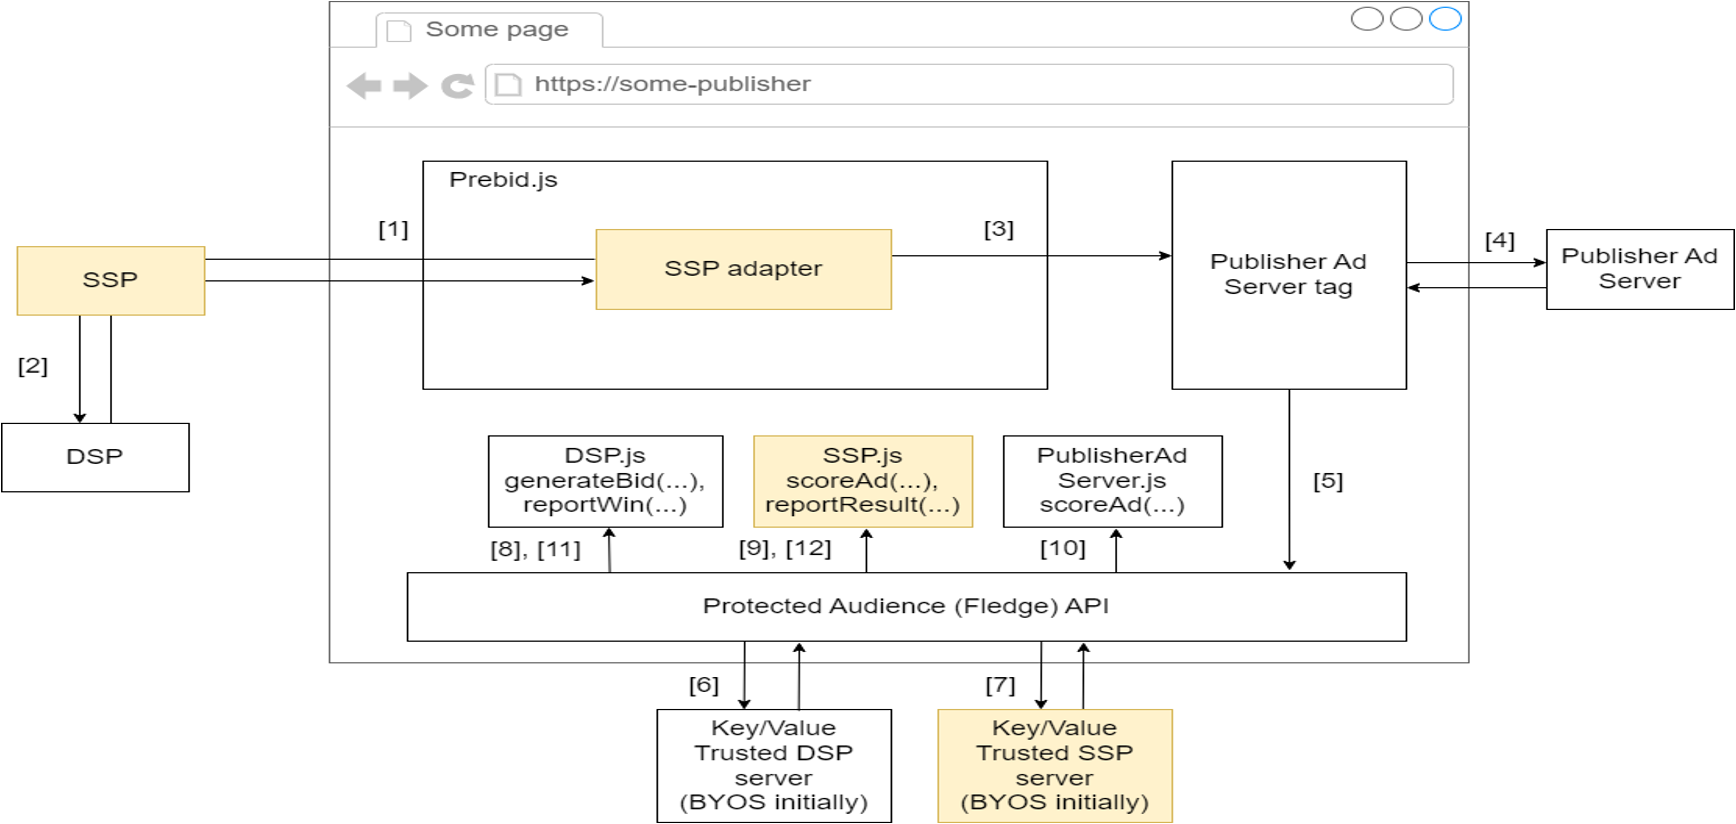 Some page
https://some-publisher
Prebid.js
[1]
[3]
[4]
SSP
SSP adapter
Publisher Ad
Server tag
Publisher Ad
Server
[2]
DSP
DSP.js
generateBid(...),
reportWin(...)
SSP.js
scoreAd(...),
reportResult(...)
PublisherAd
Server.js
scoreAd(...)
[5]
[8], [11]
[9], [12]
[10]
Protected Audience (Fledge) API
[6]
[7]
Key/Value
Trusted DSP
server
(BYOS initially)
Key/Value
Trusted SSP
server
(BYOS initially)